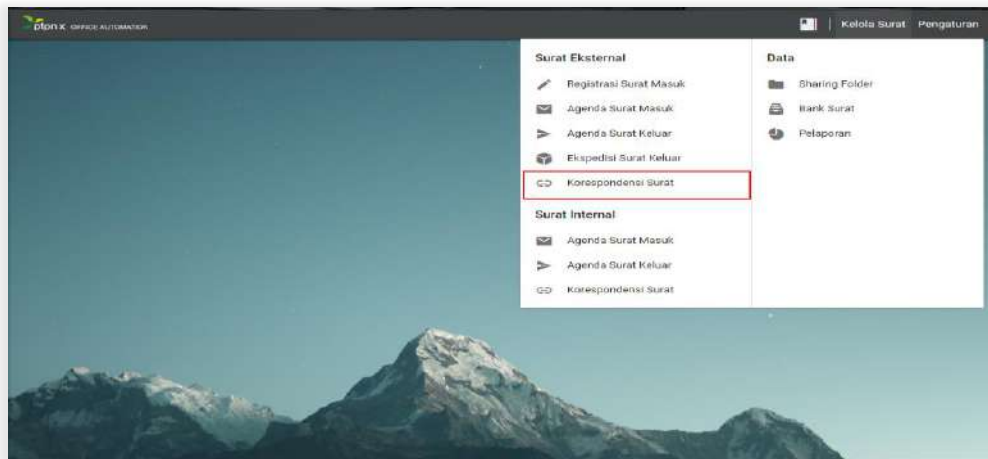 ptpn x OFFICE AUTOMATION
Kelola Surat Pengaturan
Surat Eksternal
Registrasi Surat Masuk
Agenda Surat Masuk
Agenda Surat Keluar
Ekspedisi Surat Keluar
Korespondensi Surat
Surat Internal
Agenda Surat Masuk
Agenda Surat Keluar
Korespondensi Surat
Data
Sharing Folder
Bank Surat
Pelaporan